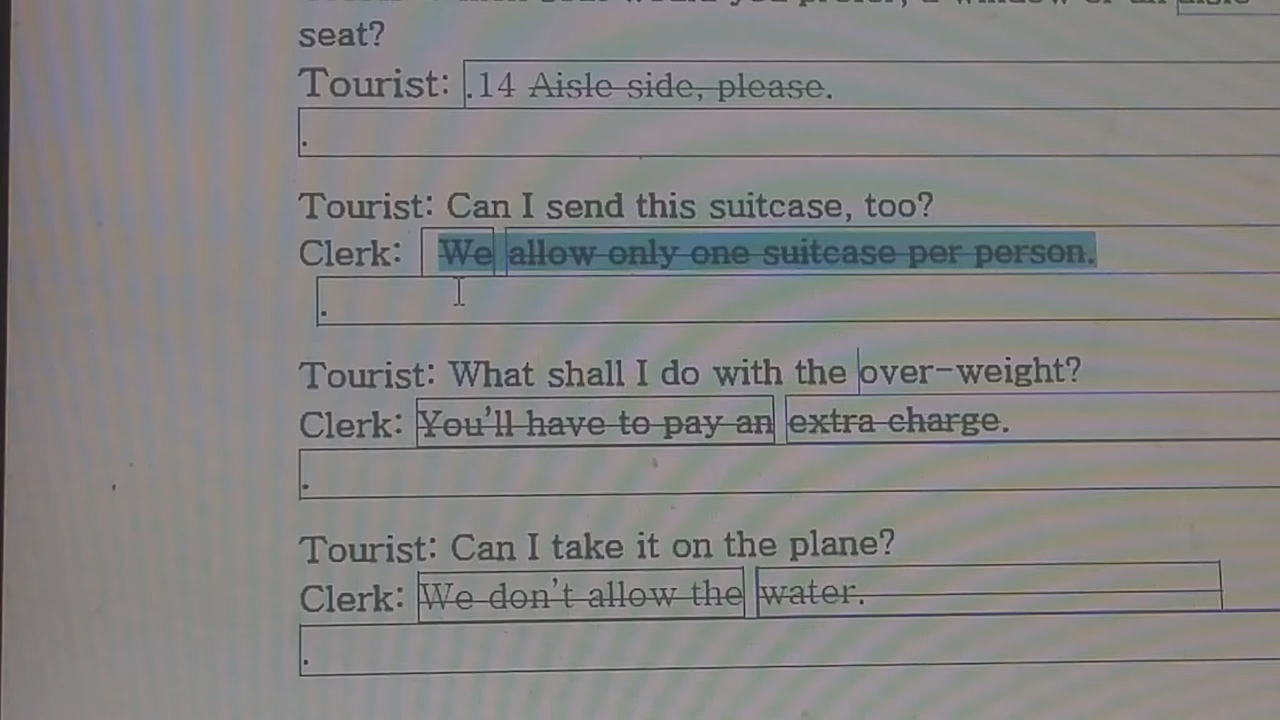 seat?
Tourist: .14 Aisle side, please.
.
Tourist: Can I send this suitcase, too?
Clerk: We allow only one suitcase per person.
.
Tourist: What shall I do with the over-weight?
Clerk: You'll have to pay an extra charge.
.
Tourist: Can I take it on the plane?
Clerk: We don't allow the water.
.